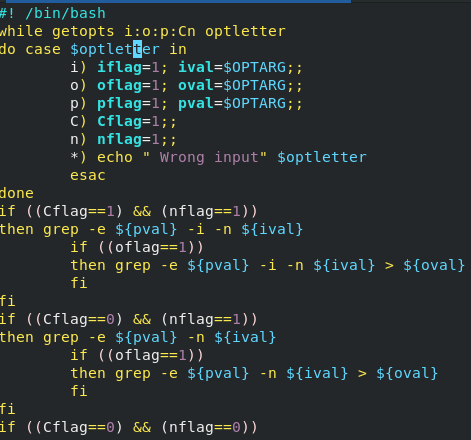 #! /bin/bash
while getopts i:o:p:Cn optletter
do case $optletter in
        i) iflag=1; ival=$OPTARG;;
        o) oflag=1; oval=$OPTARG;;
        p) pflag=1; pval=$OPTARG;;
        C) Cflag=1;;
        n) nflag=1;;
        *) echo " Wrong input" $optletter
        esac
done
if ((Cflag==1) && (nflag==1))
then grep -e ${pval} -i -n ${ival}
        if ((oflag==1))
        then grep -e ${pval} -i -n ${ival} > ${oval}
        fi
fi
if ((Cflag==0) && (nflag==1))
then grep -e ${pval} -n ${ival}
        if ((oflag==1))
        then grep -e ${pval} -n ${ival} > ${oval}
        fi
fi
if ((Cflag==0) && (nflag==0))